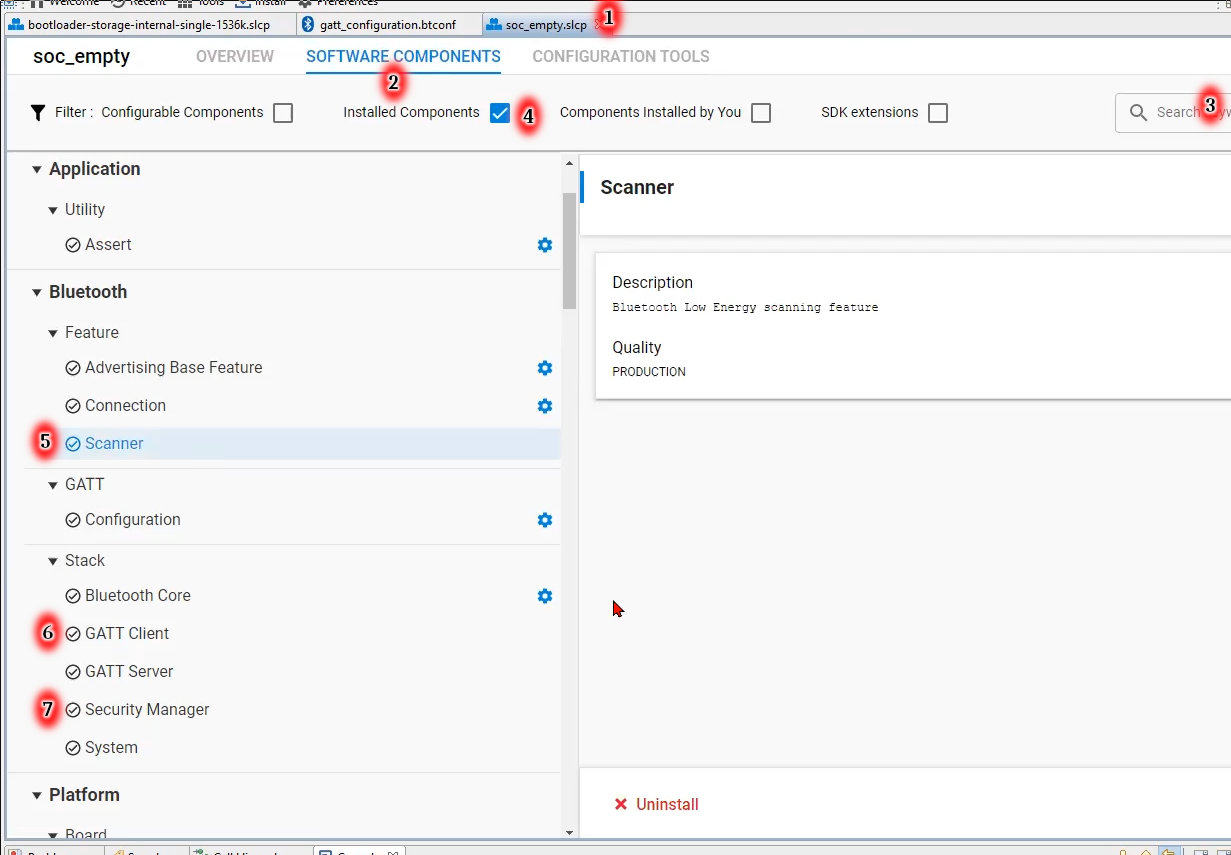 Welcome Recent Tools Install Preferences
bootloader-storage-internal-single-1536k.slcp gatt_configuration.btconf soc_empty.slcp 1
soc_empty OVERVIEW SOFTWARE COMPONENTS CONFIGURATION TOOLS
2
Filter : Configurable Components Installed Components 4 Components Installed by You SDK extensions Search 3
Application
Utility
Assert
Bluetooth
Feature
Advertising Base Feature
Connection
5 Scanner
GATT
Configuration
Stack
Bluetooth Core
6 GATT Client
GATT Server
7 Security Manager
System
Platform
Board
Scanner
Description
Bluetooth Low Energy scanning feature
Quality
PRODUCTION
Uninstall